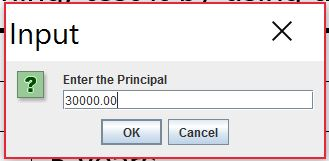 Input
Enter the Principal
30000.00
OK
Cancel